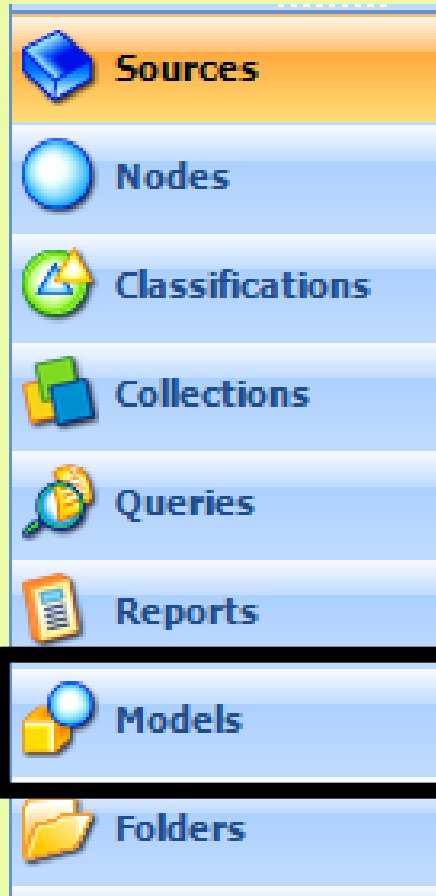 Sources
Nodes
Classifications
Collections
Queries
Reports
Models
Folders